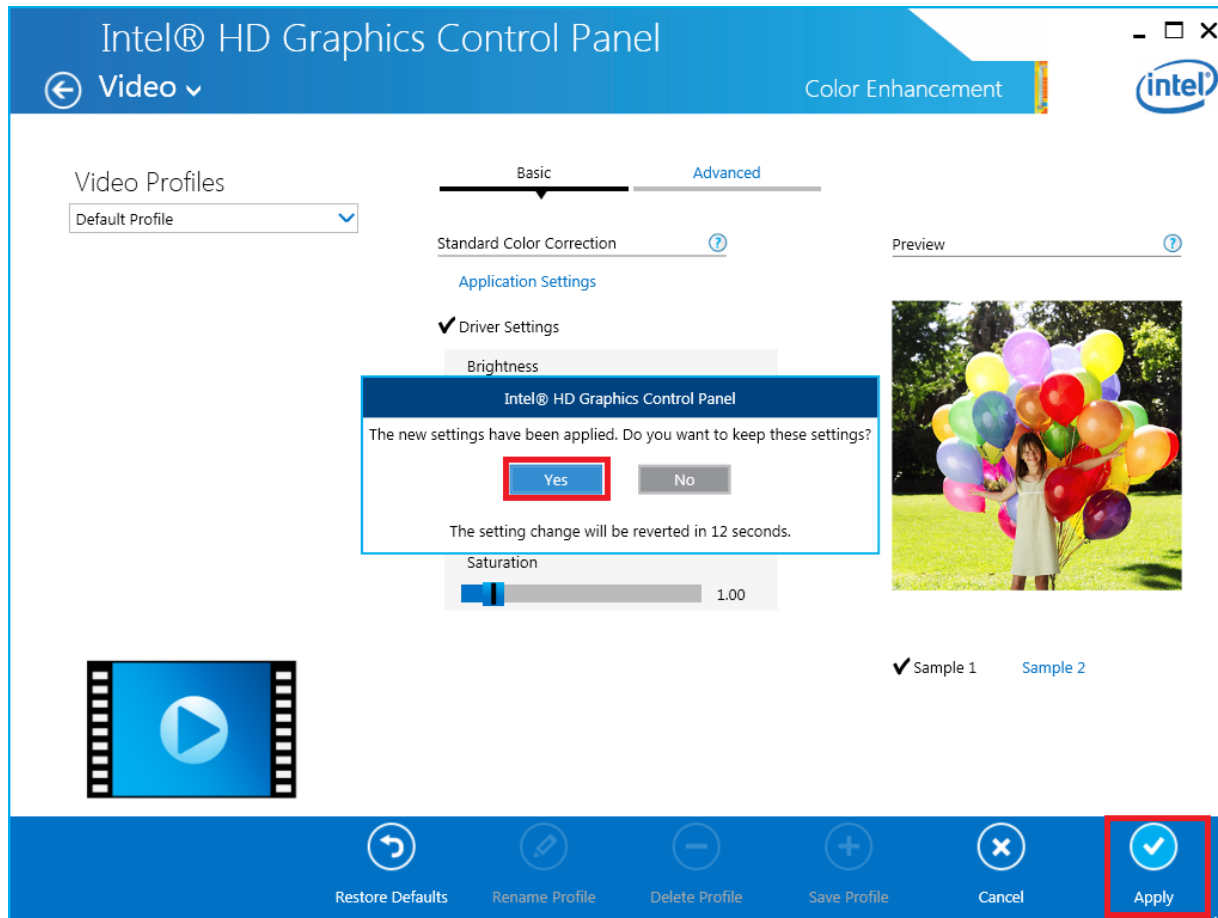 Intel® HD Graphics Control Panel
Video
Color Enhancement
intel®
Video Profiles
Default Profile
Basic
Advanced
Standard Color Correction
?
Application Settings
Driver Settings
Brightness
Preview
?
Intel® HD Graphics Control Panel
The new settings have been applied. Do you want to keep these settings?
Yes
No
The setting change will be reverted in 12 seconds.
Saturation
1.00
Sample 1
Sample 2
Restore Defaults
Rename Profile
Delete Profile
Save Profile
Cancel
Apply